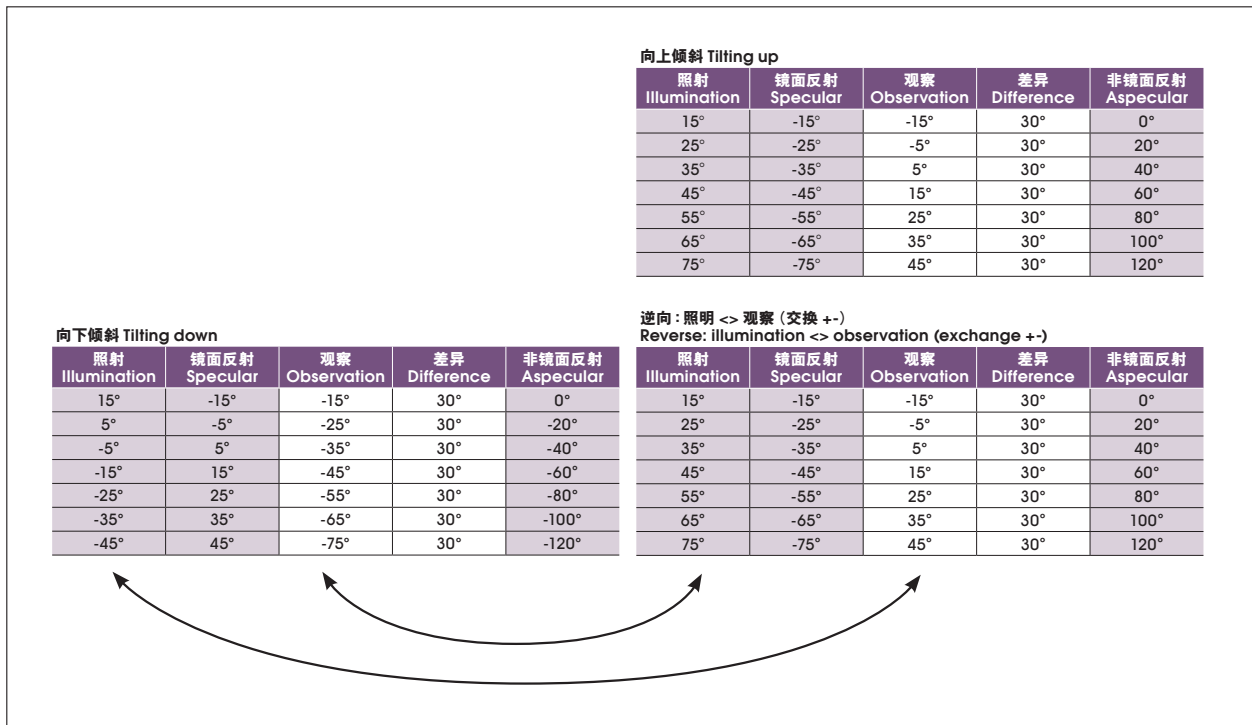 向上倾斜 Tilting up
照射 镜面反射 观察 差异 非镜面反射
Illumination Specular Observation Difference Aspecular
15° -15° -15° 30° 0°
25° -25° -5° 30° 20°
35° -35° 5° 30° 40°
45° -45° 15° 30° 60°
55° -55° 25° 30° 80°
65° -65° 35° 30° 100°
75° -75° 45° 30° 120°
向下倾斜 Tilting down
照射 镜面反射 观察 差异 非镜面反射
Illumination Specular Observation Difference Aspecular
15° -15° -15° 30° 0°
5° -5° -25° 30° -20°
-5° 5° -35° 30° -40°
-15° 15° -45° 30° -60°
-25° 25° -55° 30° -80°
-35° 35° -65° 30° -100°
-45° 45° -75° 30° -120°
逆向：照明 <> 观察（交换 +-）
Reverse: illumination <> observation (exchange +-)
照射 镜面反射 观察 差异 非镜面反射
Illumination Specular Observation Difference Aspecular
15° -15° -15° 30° 0°
25° -25° -5° 30° 20°
35° -35° 5° 30° 40°
45° -45° 15° 30° 60°
55° -55° 25° 30° 80°
65° -65° 35° 30° 100°
75° -75° 45° 30° 120°